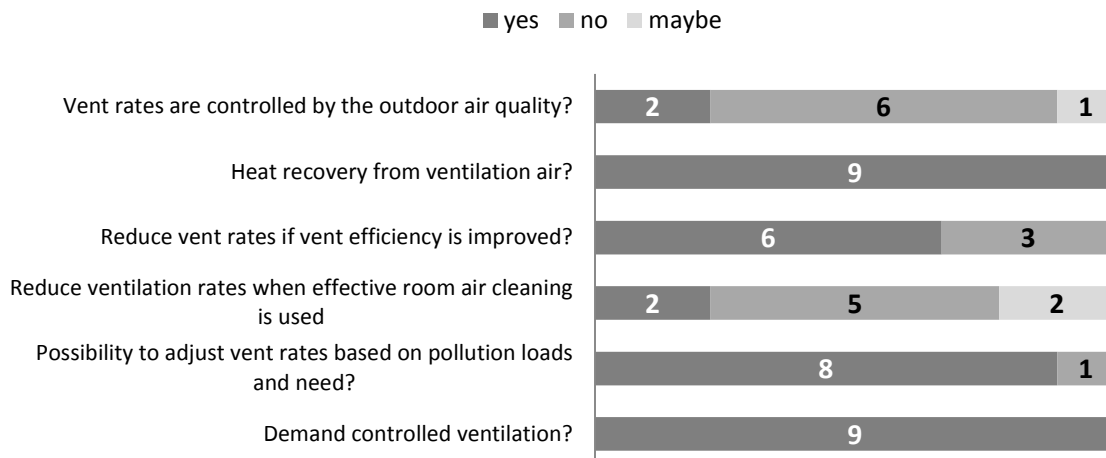 yes no maybe
Vent rates are controlled by the outdoor air quality? 2 6 1
Heat recovery from ventilation air? 9
Reduce vent rates if vent efficiency is improved? 6 3
Reduce ventilation rates when effective room air cleaning
is used 2 5 2
Possibility to adjust vent rates based on pollution loads
and need? 8 1
Demand controlled ventilation? 9